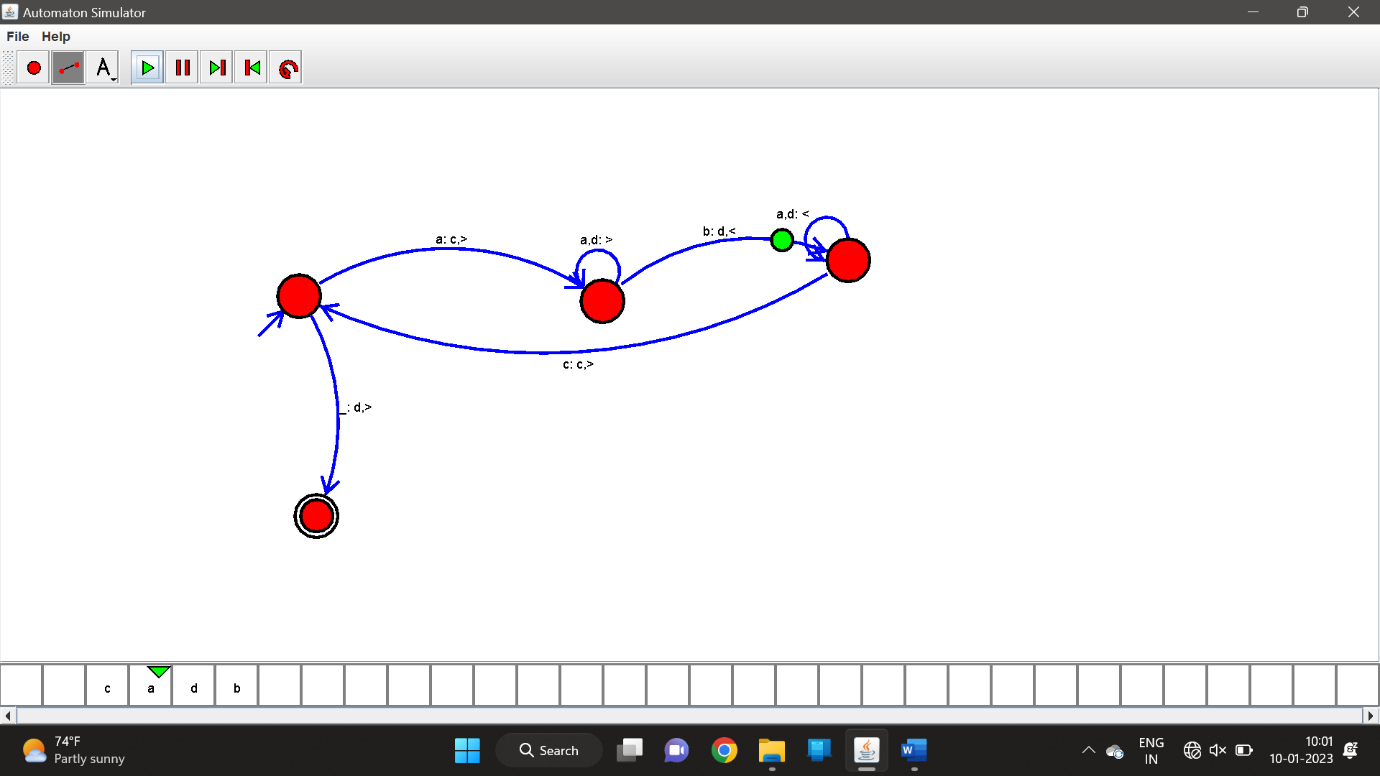 Automaton Simulator
File Help
A
a,d: <
b: d,<
a: c,>
a,d: >
c: c,>
_: d,>
c a d b
74°F
Partly sunny
Search
ENG
IN
10:01
10-01-2023